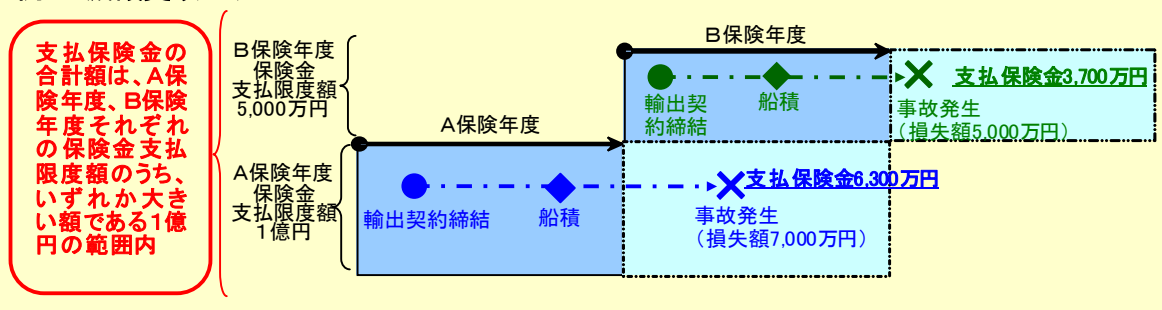 支払保険金の
合計額は、A保
険年度、B保険
年度それぞれ
の保険金支払
限度額のうち、
いずれか大き
い額である1億
円の範囲内
B保険年度
保険金
支払限度額
5,000万円
B保険年度
輸出契
約締結
船積
支払保険金3,700万円
事故発生
(損失額5,000万円)
A保険年度
保険金
支払限度額
1億円
A保険年度
輸出契約締結
船積
支払保険金6,300万円
事故発生
(損失額7,000万円)